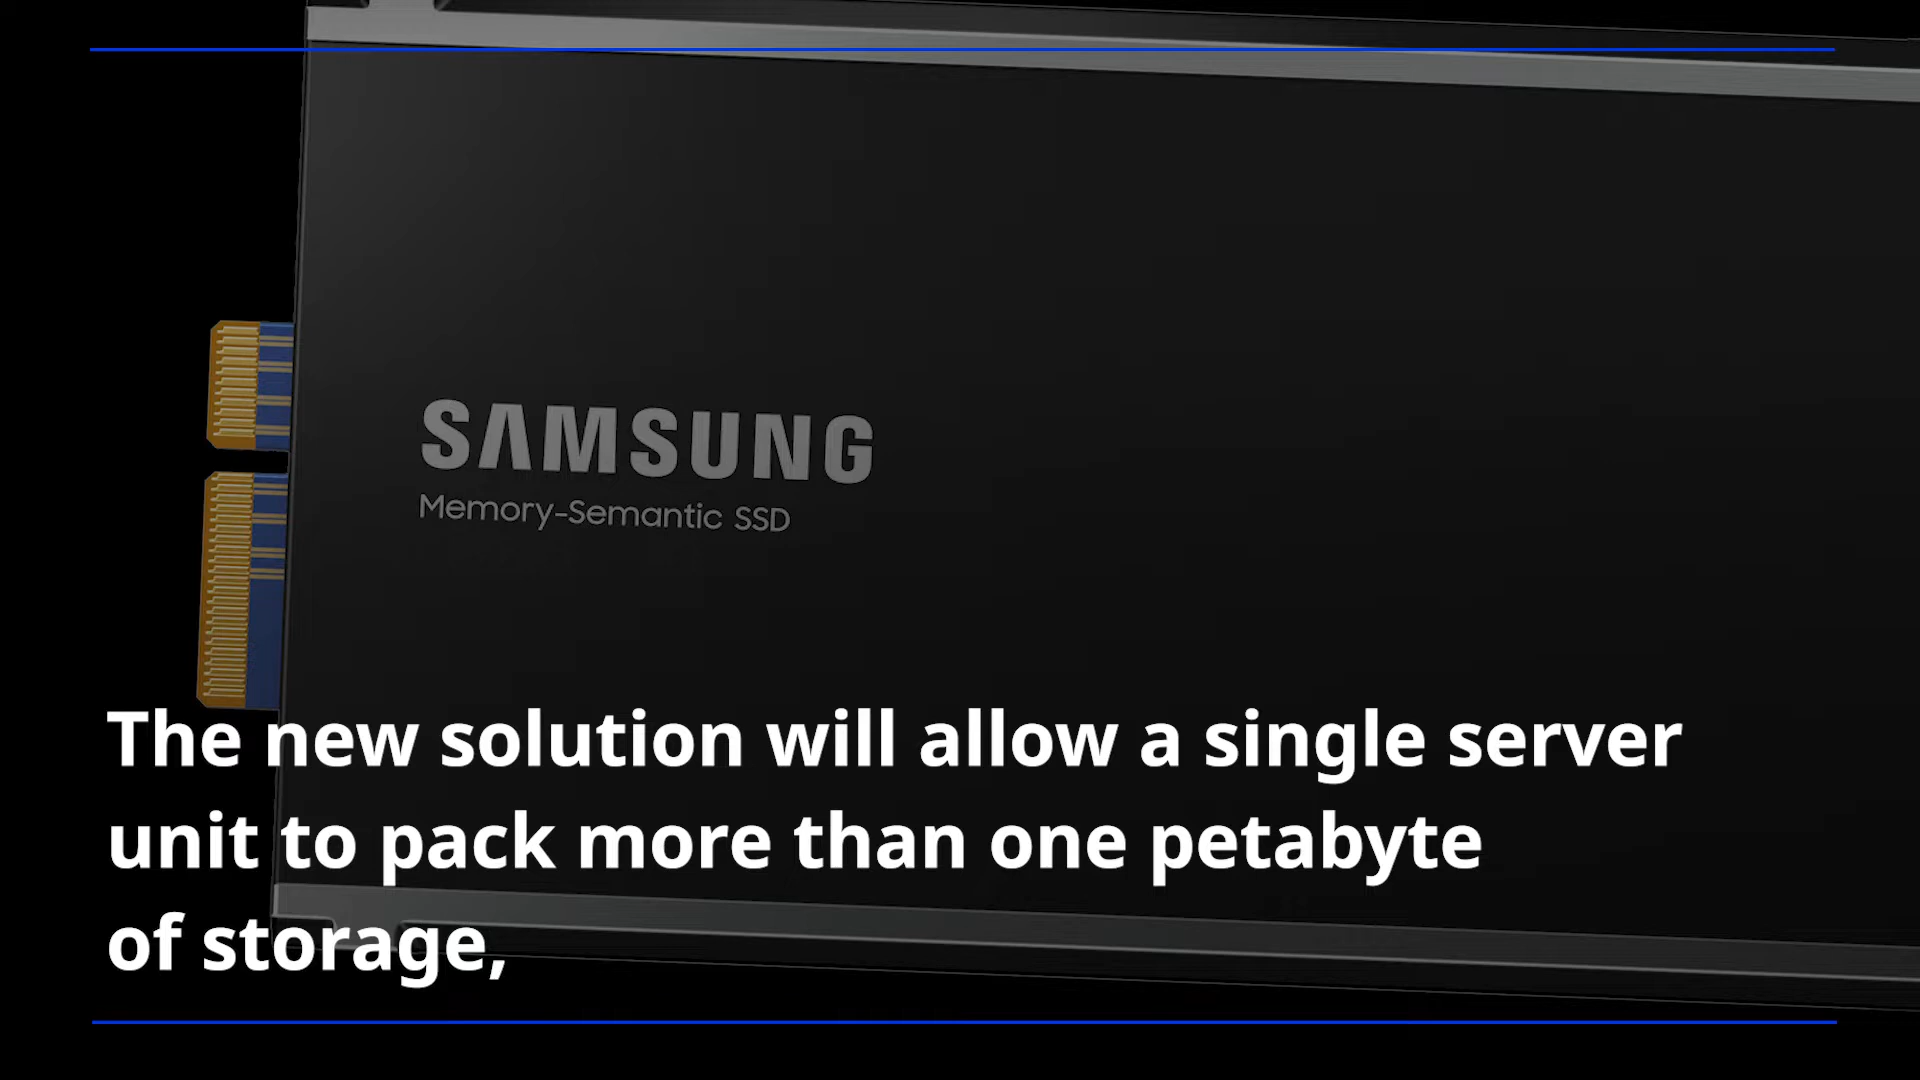 SAMSUNG
Memory-Semantic SSD
The new solution will allow a single server
unit to pack more than one petabyte
of storage,